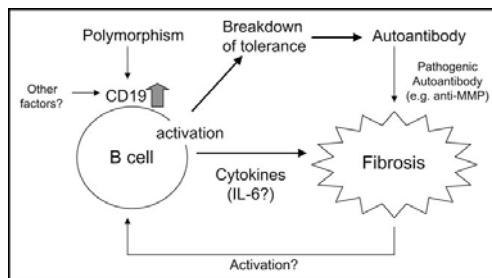 Polymorphism
Breakdown
of tolerance
Autoantibody
Other
factors?
CD19
Pathogenic
Autoantibody
(e.g. anti-MMP)
activation
B cell
Cytokines
(IL-6?)
Fibrosis
Activation?